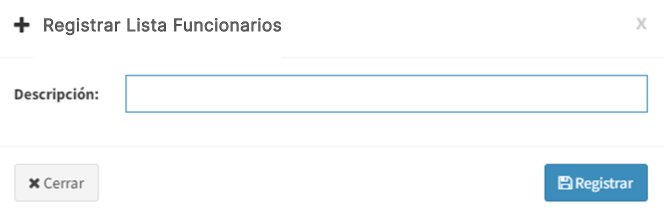 Registrar Lista Funcionarios
x
Descripción:
Cerrar
Registrar